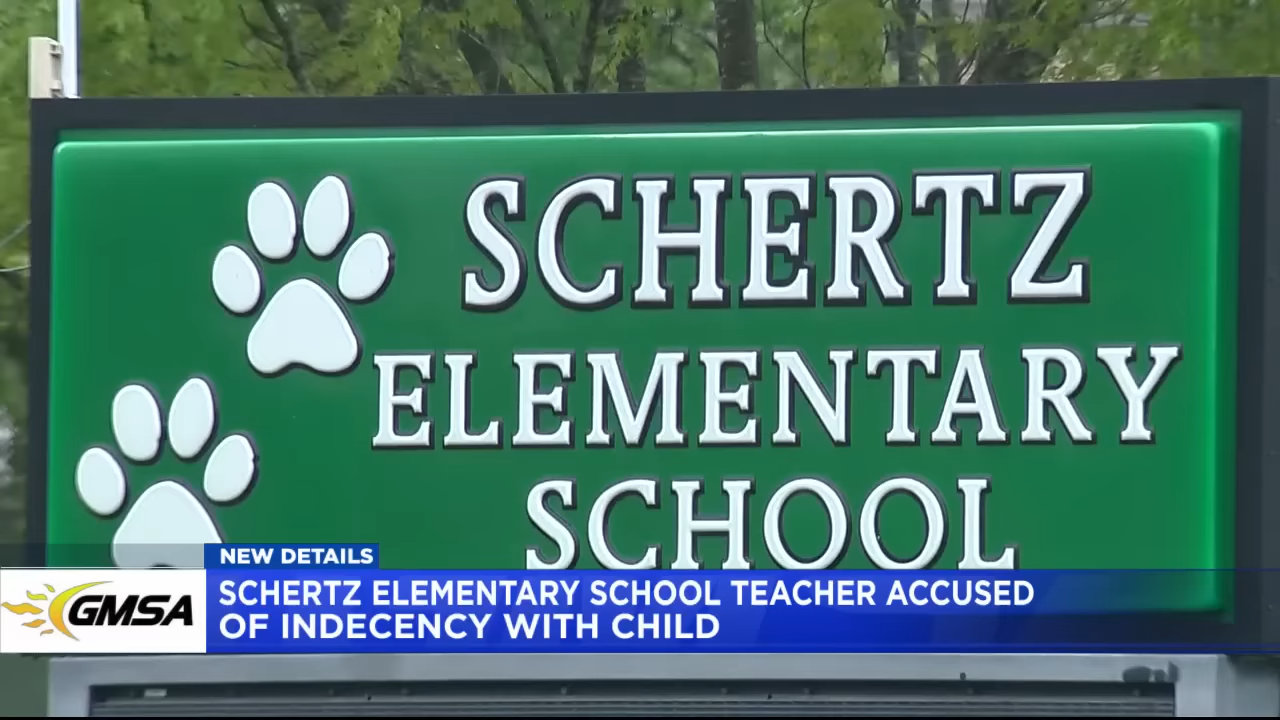 SCHERTZ
ELEMENTARY
SCHOOL
NEW DETAILS
GMSA
SCHERTZ ELEMENTARY SCHOOL TEACHER ACCUSED
OF INDECENCY WITH CHILD